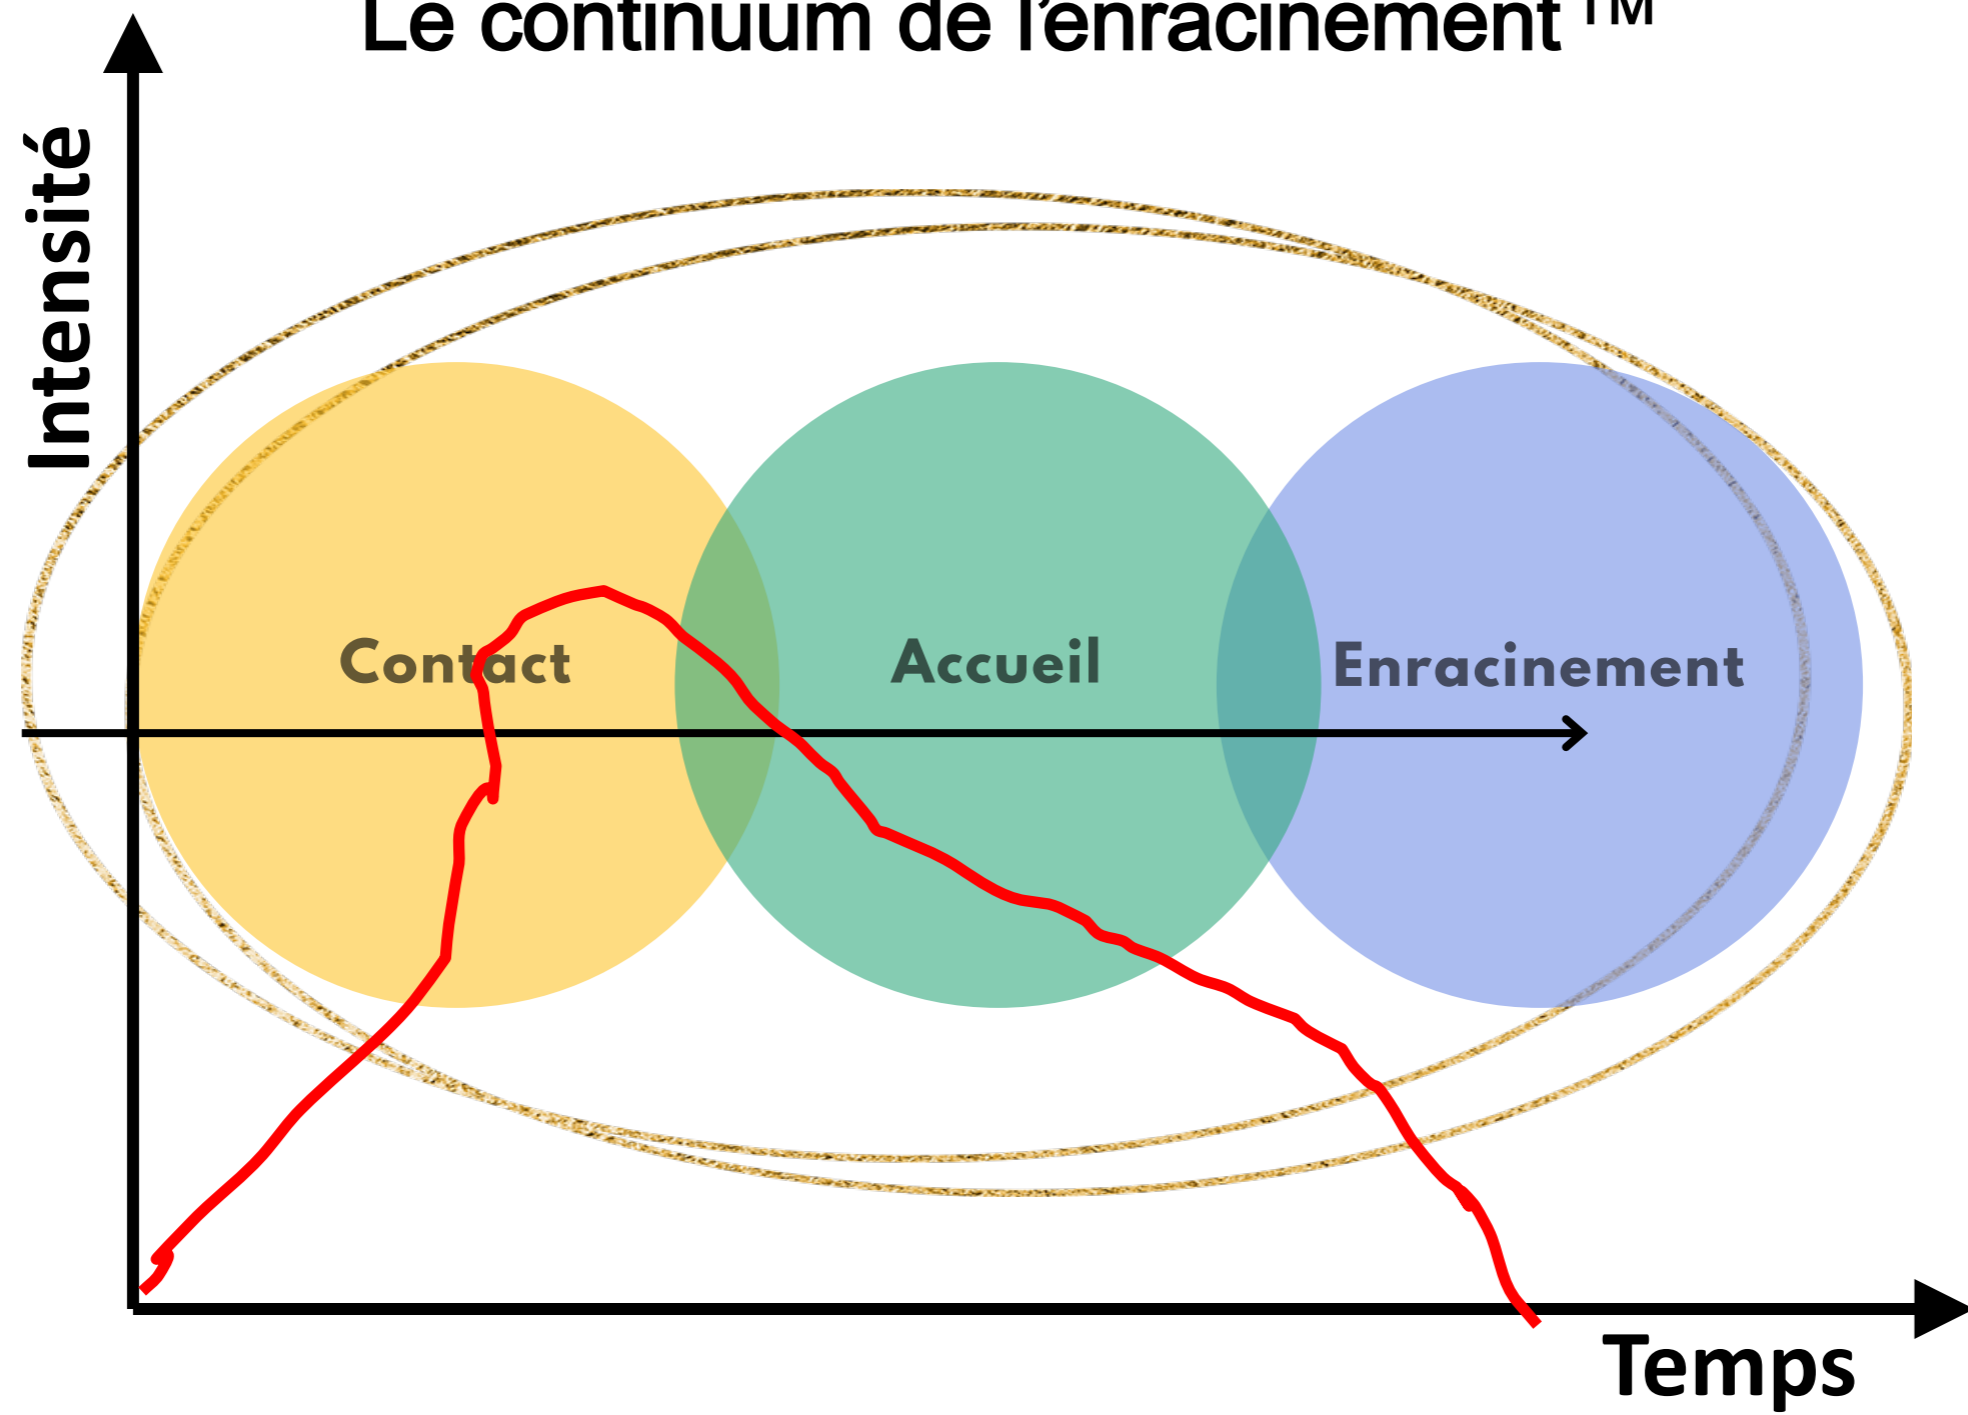 Le continuum de l'enracinement ™
Intensité
Contact
Accueil
Enracinement
Temps